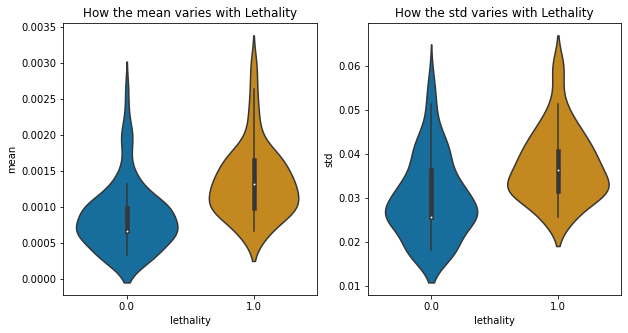 How the mean varies with Lethality
0.0035
0.0030
0.0025
0.0020
0.0015
0.0010
0.0005
0.0000
mean
0.0 1.0
lethality
How the std varies with Lethality
0.06
0.05
0.04
0.03
0.02
0.01
std
0.0 1.0
lethality